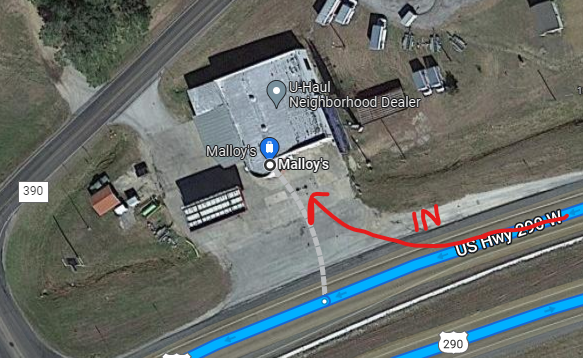 U-Haul
Neighborhood Dealer
Malloy's
Malloy's
390
IN
US Hwy 290 W
290